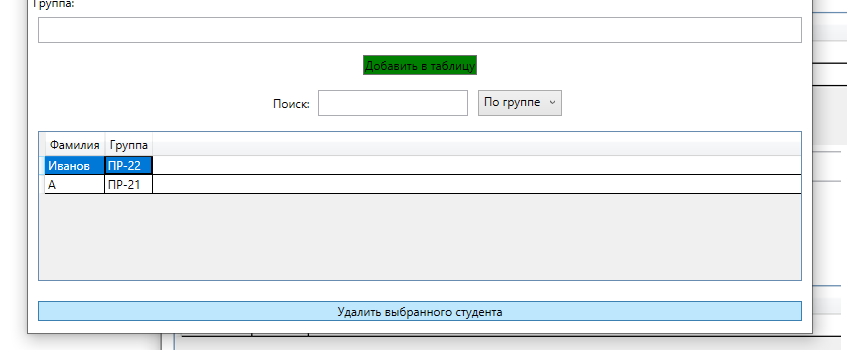 Группа:
Добавить в таблицу
Поиск: По группе
Фамилия Группа
Иванов ПР-22
А ПР-21
Удалить выбранного студента